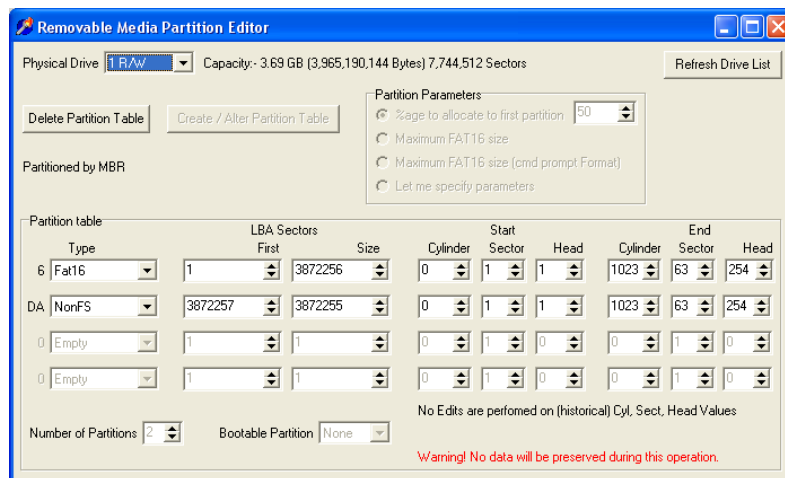 Removable Media Partition Editor
Physical Drive 1 R/W Capacity:- 3.69 GB (3,965,190,144 Bytes) 7,744,512 Sectors Refresh Drive List
Partition Parameters
Delete Partition Table Create / Alter Partition Table %age to allocate to first partition 50
Maximum FAT16 size
Partitioned by MBR Maximum FAT16 size (cmd prompt Format)
Let me specify parameters
Partition table
LBA Sectors Start End
Type First Size Cylinder Sector Head Cylinder Sector Head
6 Fat16 1 3872256 0 1 1 1023 63 254
DA NonFS 3872257 3872255 0 1 1 1023 63 254
0 Empty 1 1 0 1 0 0 1 0
0 Empty 1 1 0 1 0 0 1 0
No Edits are perfomed on (historical) Cyl, Sect, Head Values
Number of Partitions 2 Bootable Partition None
Warning! No data will be preserved during this operation.